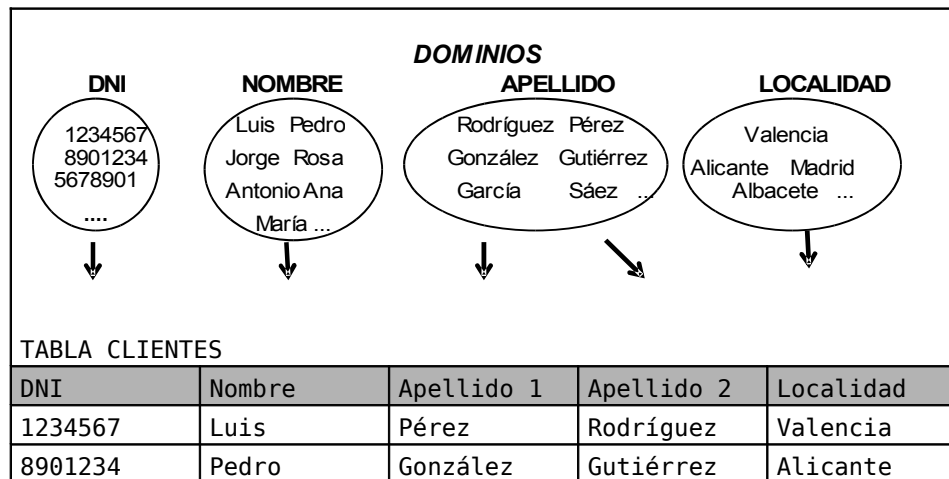 DOMINIOS
DNI NOMBRE APELLIDO LOCALIDAD
1234567
8901234
5678901
....
Luis Pedro
Jorge Rosa
Antonio Ana
María ...
Rodríguez Pérez
González Gutiérrez
García Sáez ...
Valencia
Alicante Madrid
Albacete ...
TABLA CLIENTES
DNI Nombre Apellido 1 Apellido 2 Localidad
1234567 Luis Pérez Rodríguez Valencia
8901234 Pedro González Gutiérrez Alicante